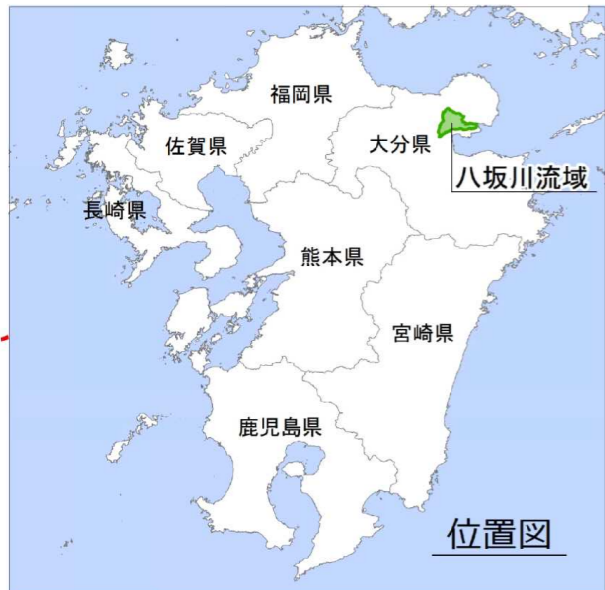 福岡県
佐賀県
大分県
八坂川流域
長崎県
熊本県
宮崎県
鹿児島県
位置図